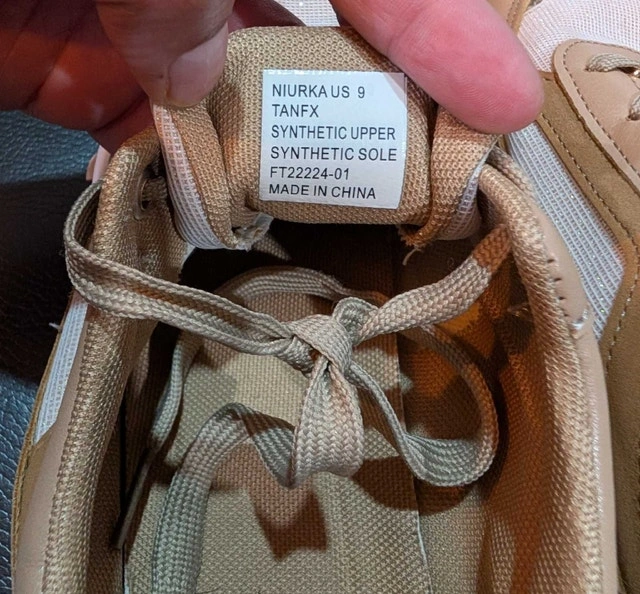 NIURKA US 9
TANFX
SYNTHETIC UPPER
SYNTHETIC SOLE
FT22224-01
MADE IN CHINA